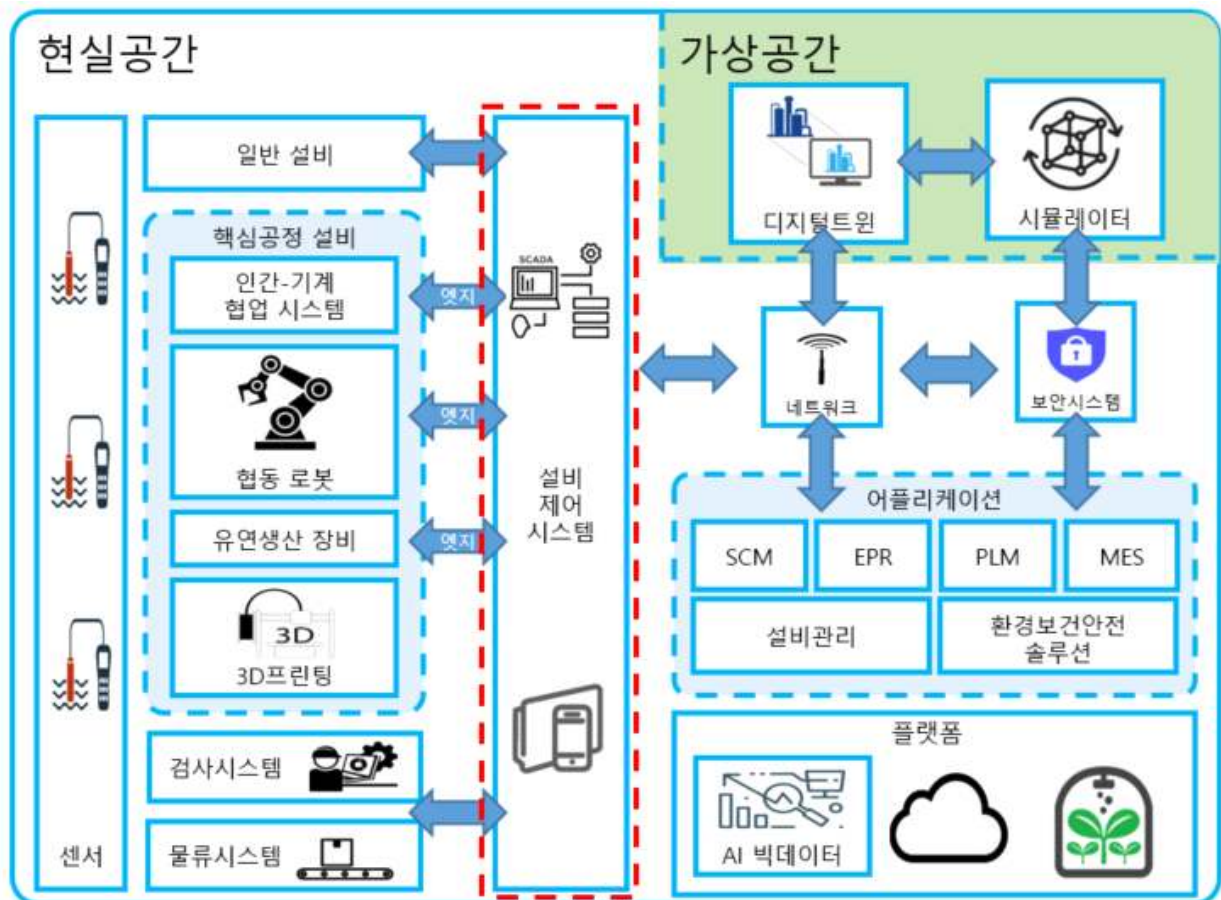 현실공간
가상공간
센서
일반 설비
핵심공정 설비
인간-기계
협업 시스템
협동 로봇
유연생산 장비
3D
3D프린팅
검사시스템
물류시스템
엣지
엣지
엣지
SCADA
설비
제어
시스템
디지털트윈
시뮬레이터
네트워크
보안시스템
어플리케이션
SCM
EPR
PLM
MES
설비관리
환경보건안전
솔루션
플랫폼
AI 빅데이터